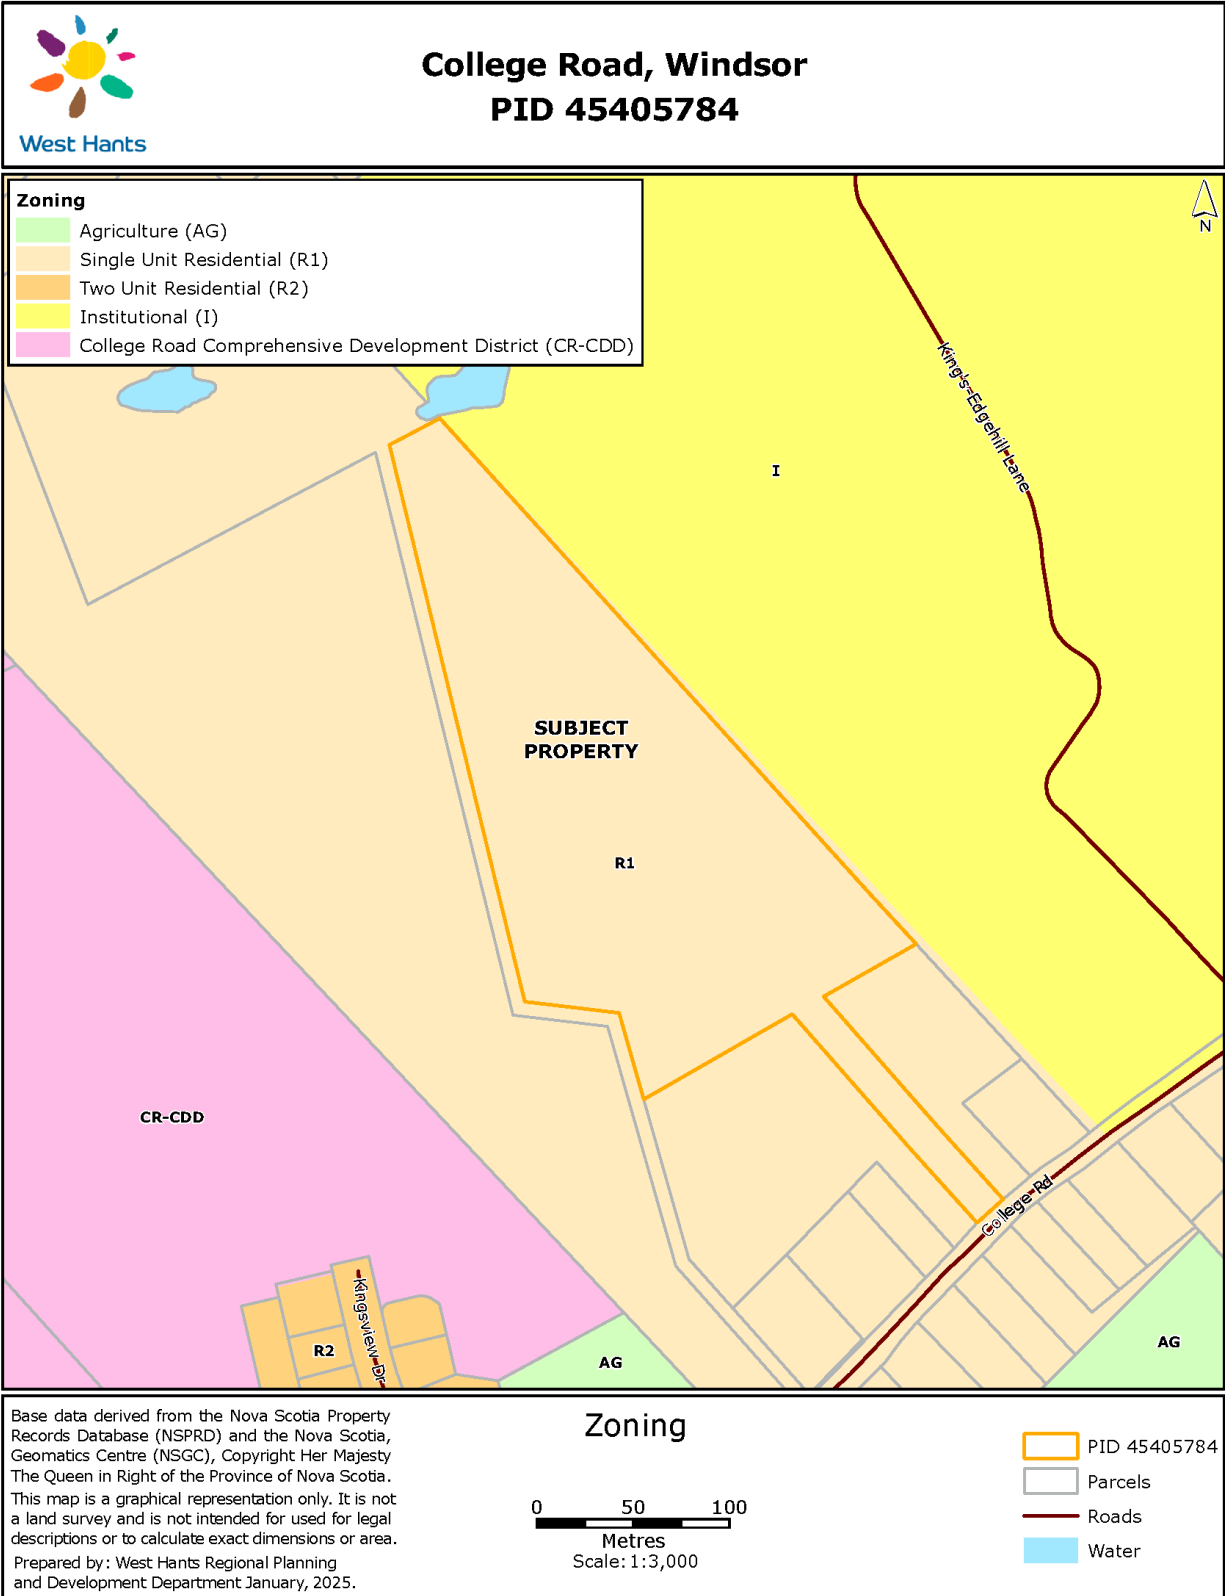 West Hants
College Road, Windsor
PID 45405784
Zoning
Agriculture (AG)
Single Unit Residential (R1)
Two Unit Residential (R2)
Institutional (I)
College Road Comprehensive Development District (CR-CDD)
N
King's-Edgehill Lane
I
SUBJECT
PROPERTY
R1
CR-CDD
College Rd
Kingsview Dr
R2
AG
AG
Base data derived from the Nova Scotia Property
Records Database (NSPRD) and the Nova Scotia,
Geomatics Centre (NSGC), Copyright Her Majesty
The Queen in Right of the Province of Nova Scotia.
This map is a graphical representation only. It is not
a land survey and is not intended for used for legal
descriptions or to calculate exact dimensions or area.
Prepared by: West Hants Regional Planning
and Development Department January, 2025.
Zoning
0 50 100
Metres
Scale: 1:3,000
PID 45405784
Parcels
Roads
Water